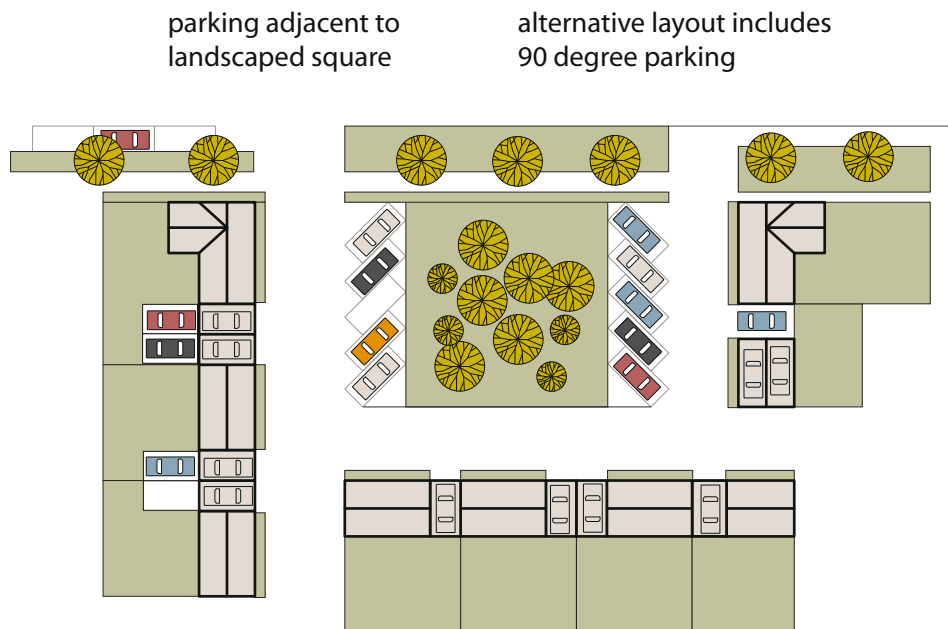 parking adjacent to
landscaped square
alternative layout includes
90 degree parking